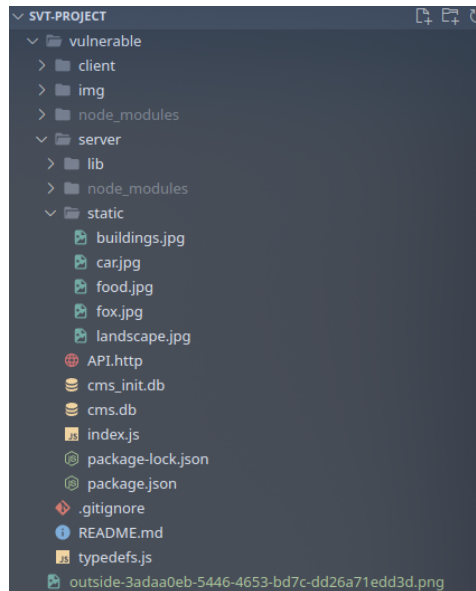 SVT-PROJECT
vulnerable
client
img
node_modules
server
lib
node_modules
static
buildings.jpg
car.jpg
food.jpg
fox.jpg
landscape.jpg
API.http
cms_init.db
cms.db
JS index.js
package-lock.json
package.json
.gitignore
README.md
JS typedefs.js
outside-3adaa0eb-5446-4653-bd7c-dd26a71edd3d.png